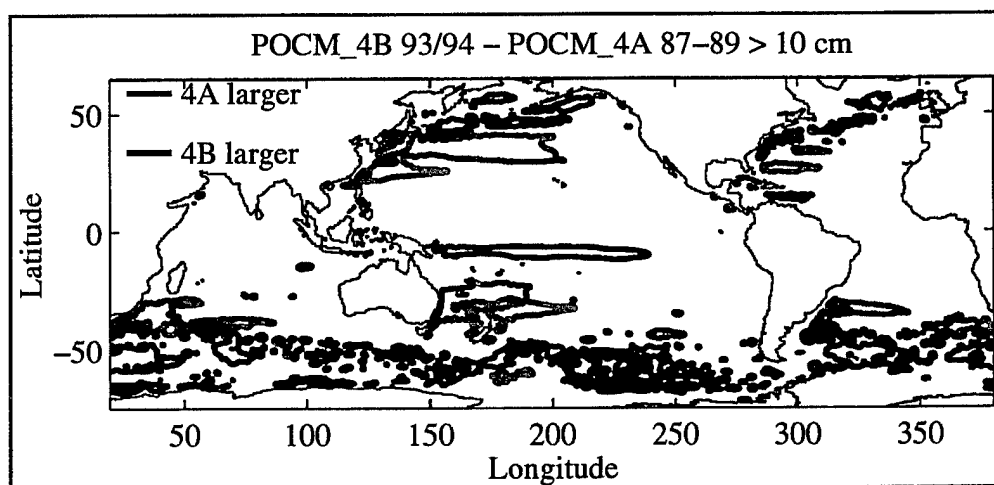 POCM_4B 93/94 – POCM_4A 87–89 > 10 cm
4A larger
4B larger
50
0
–50
Latitude
50 100 150 200 250 300 350
Longitude